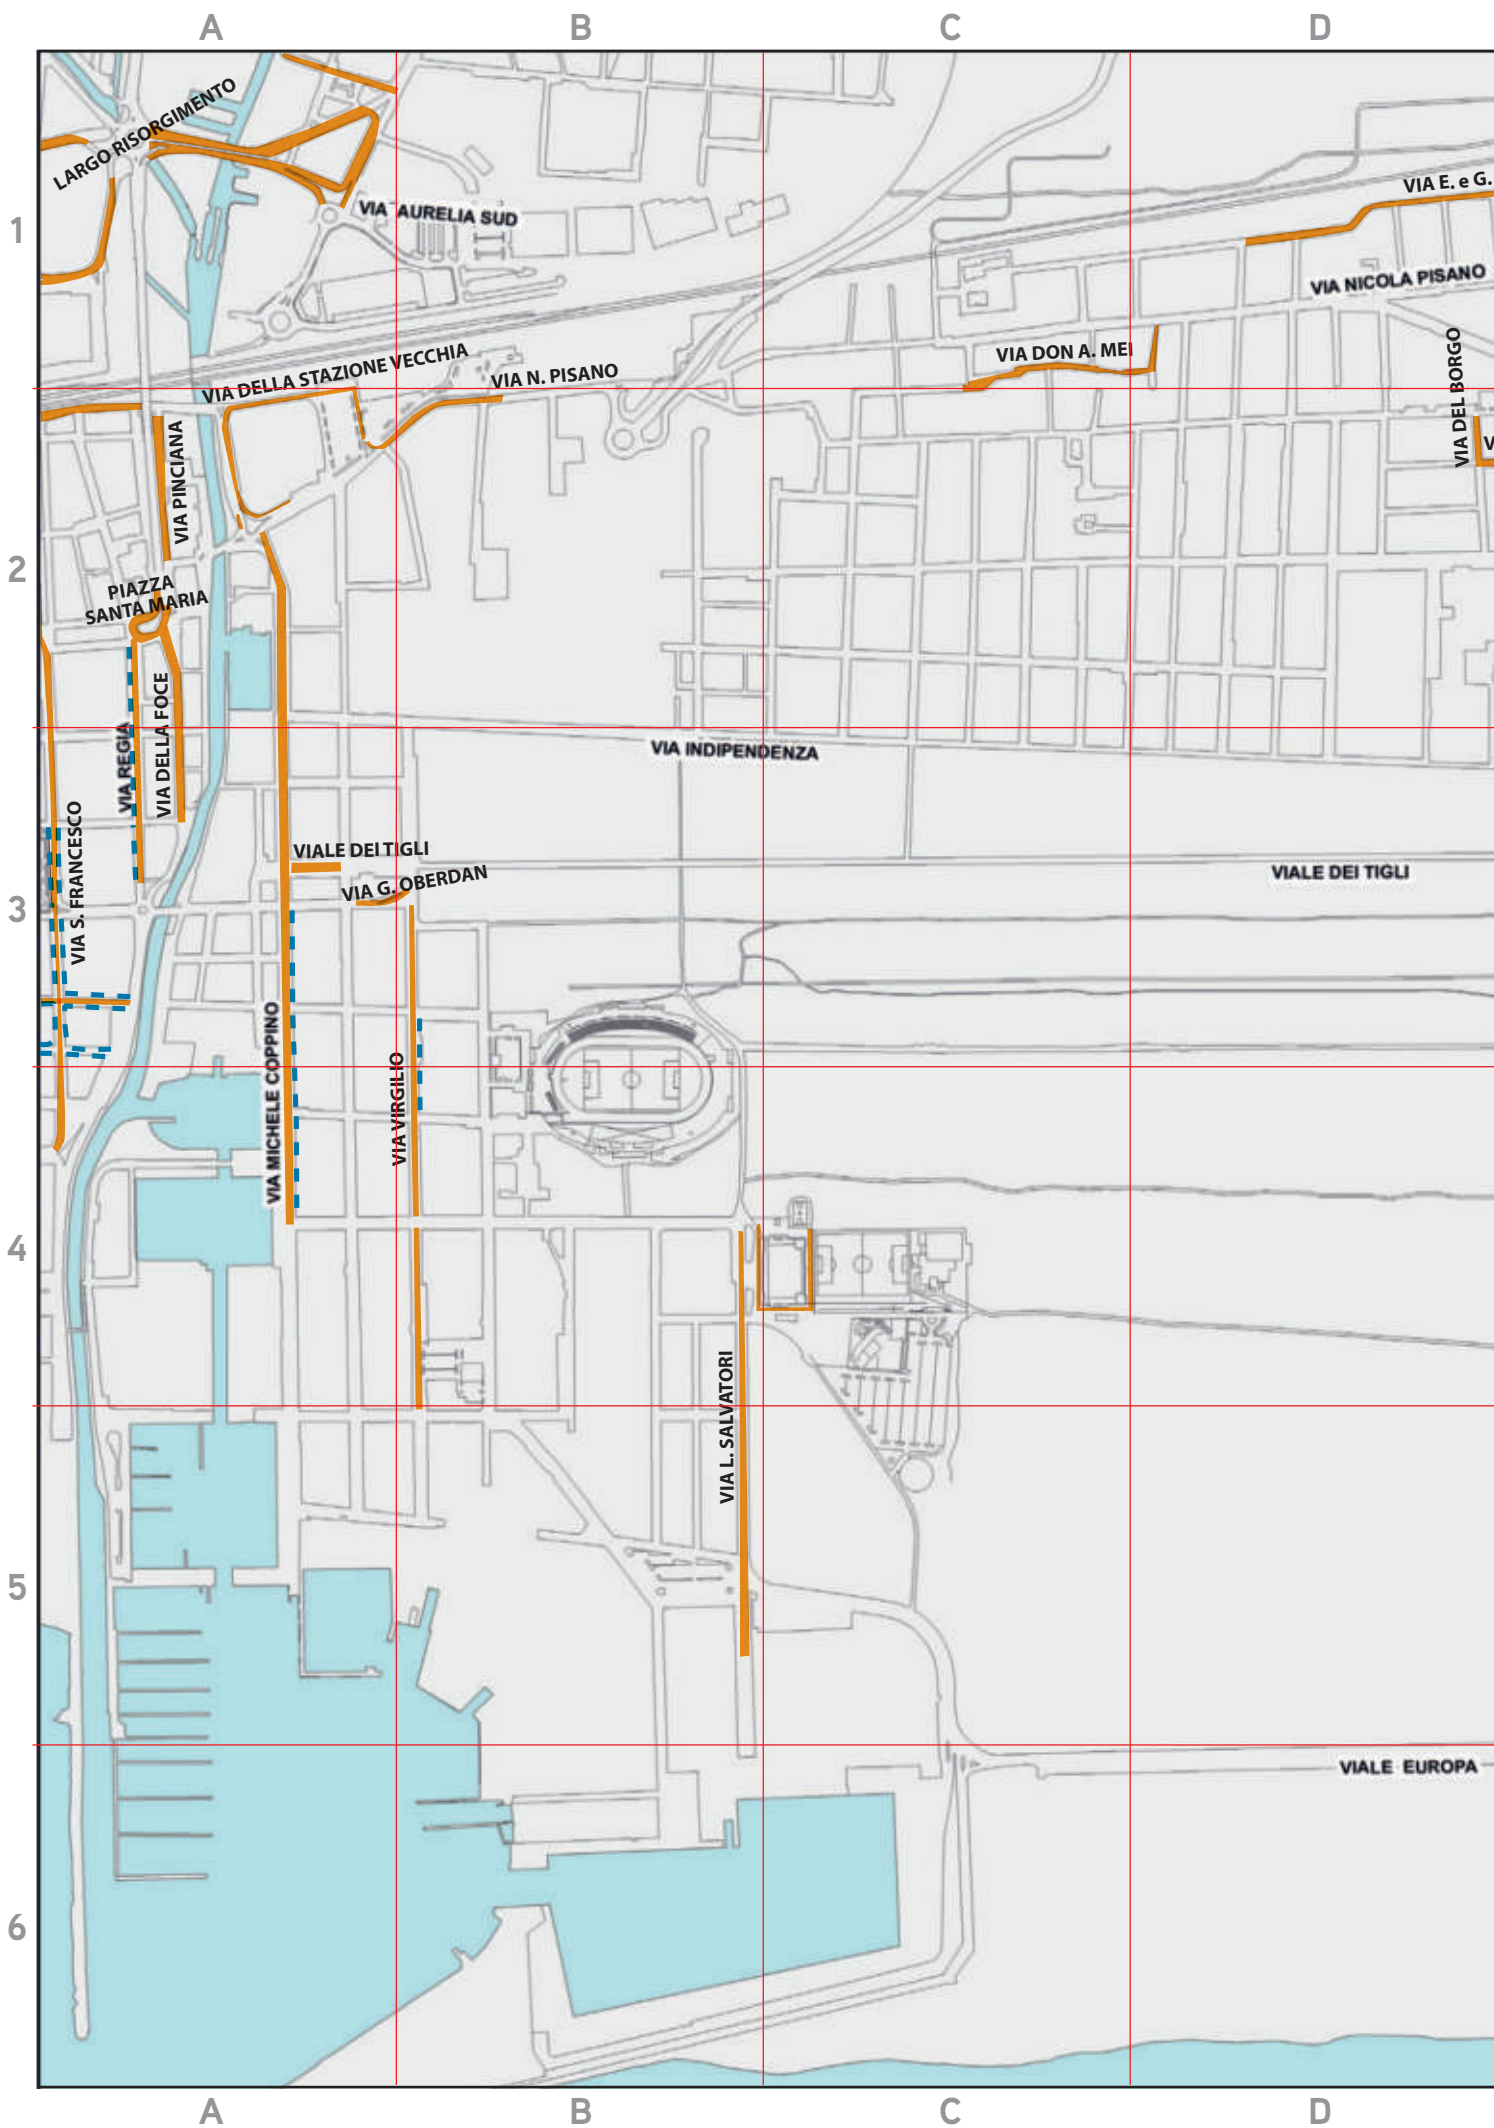 A B C D
LARGO RISORGIMENTO
VIA E. e G.
1
VIA AURELIA SUD
VIA NICOLA PISANO
VIA DELLA STAZIONE VECCHIA
VIA N. PISANO
VIA DON A. MEI
VIA DEL BORGO
V
VIA PINCIANA
2
PIAZZA
SANTA MARIA
VIA REGIA
VIA DELLA FOCE
VIA INDIPENDENZA
VIA S. FRANCESCO
VIALE DEI TIGLI
VIALE DEI TIGLI
VIA G. OBERDAN
3
VIA MICHELE COPPINO
VIA VIRGILIO
4
VIA L. SALVATORI
5
VIALE EUROPA
6
A B C D